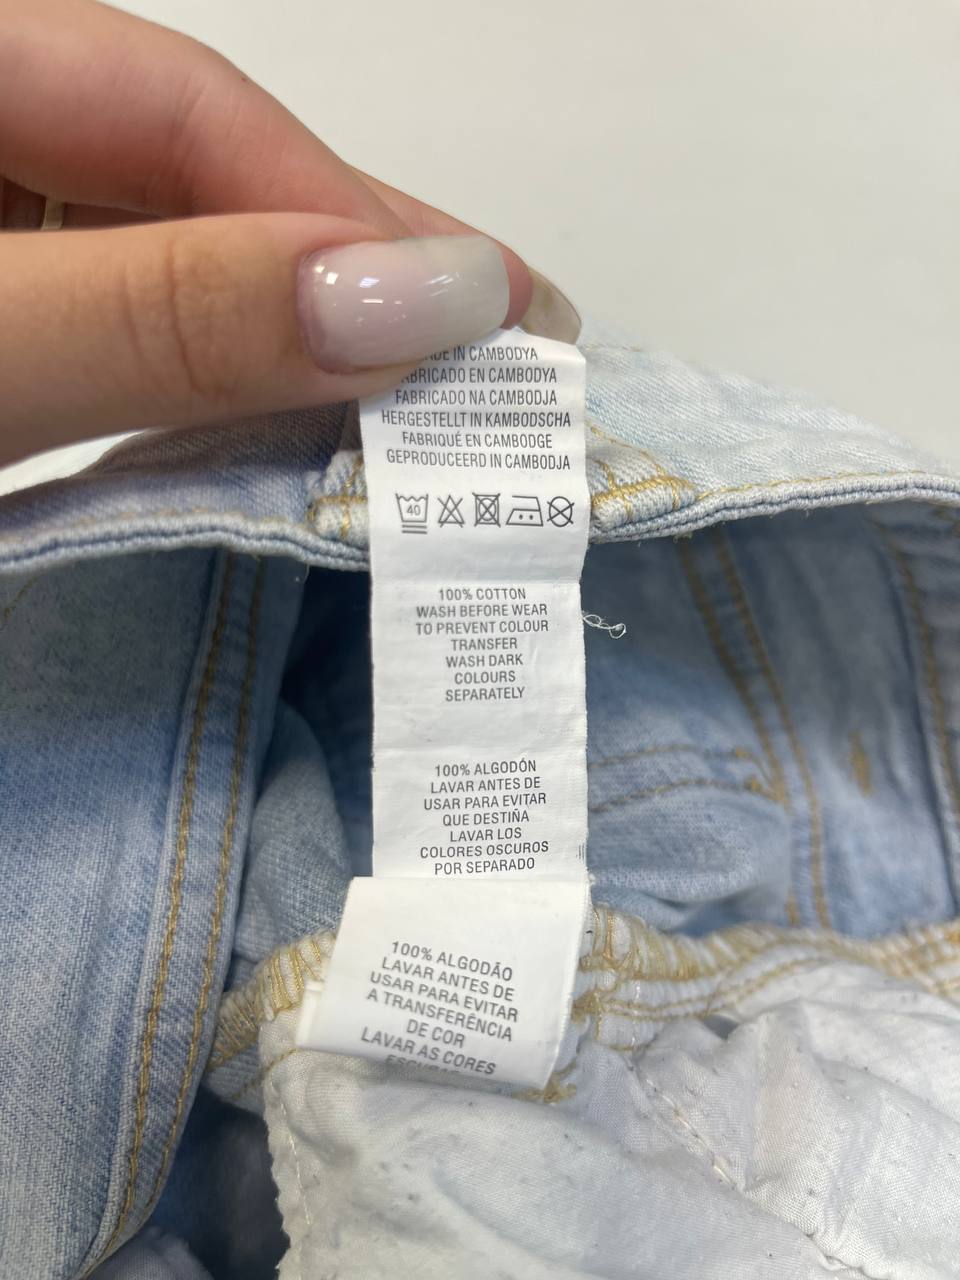 IN CAMBODYA
FABRICADO EN CAMBODYA
FABRICADO NA CAMBODJA
HERGESTELLT IN KAMBODSCHA
FABRIQUÉ EN CAMBODGE
GEPRODUCEERD IN CAMBODJA
40
100% COTTON
WASH BEFORE WEAR
TO PREVENT COLOUR
TRANSFER
WASH DARK
COLOURS
SEPARATELY
100% ALGODÓN
LAVAR ANTES DE
USAR PARA EVITAR
QUE DESTIÑA
LAVAR LOS
COLORES OSCUROS
POR SEPARADO
100% ALGODÃO
LAVAR ANTES DE
USAR PARA EVITAR
A TRANSFERÊNCIA
DE COR
LAVAR AS CORES